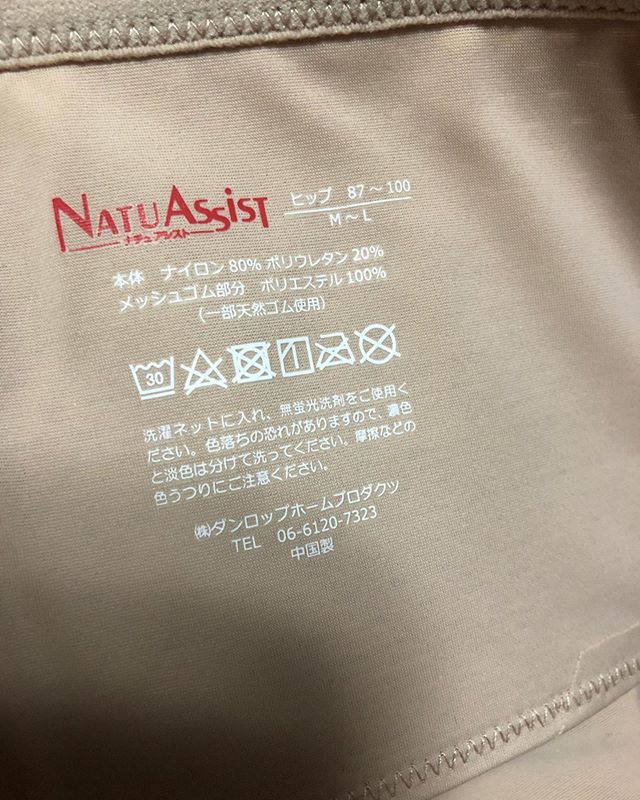 NATUASSIST
ナチュアシスト
ヒップ 87～100
M～L
本体 ナイロン 80% ポリウレタン 20%
メッシュゴム部分 ポリエステル 100%
(一部天然ゴム使用)
30
洗濯ネットに入れ、無蛍光洗剤をご使用く
ださい。色落ちの恐れがありますので、濃色
と淡色は分けて洗ってください。摩擦などの
色うつりにご注意ください。
㈱ダンロップホームプロダクツ
TEL 06-6120-7323
中国製